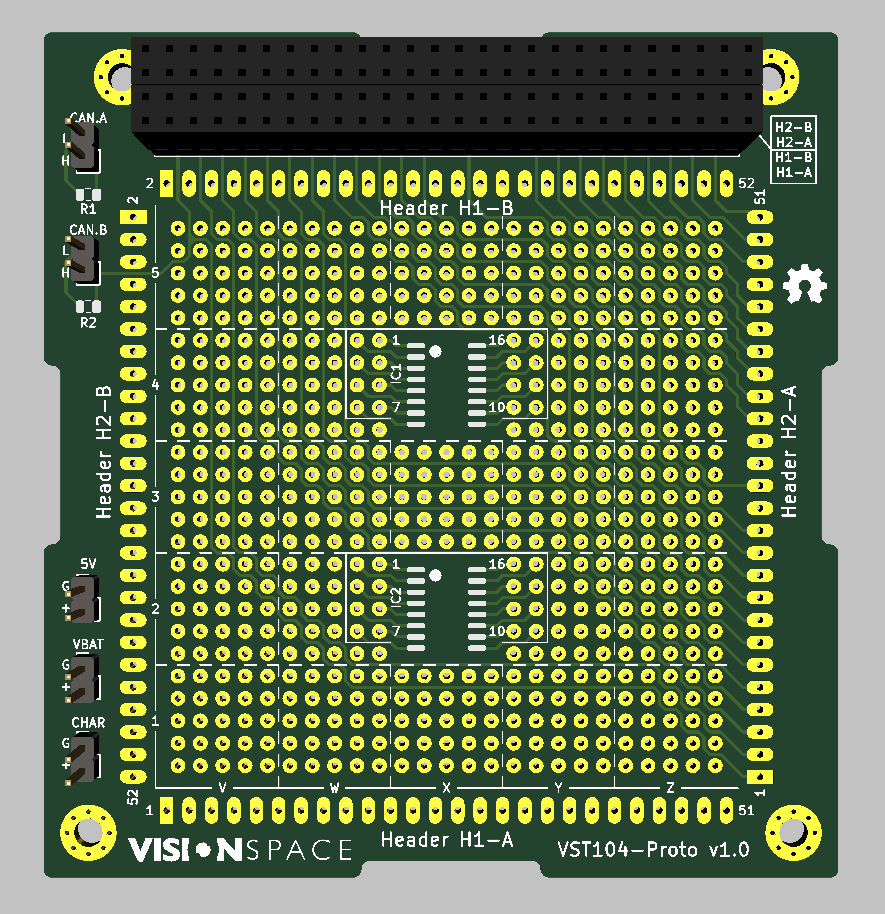 CAN.A
L
H
R1
CAN.B
L
H
R2
H2-B
H2-A
H1-B
H1-A
2
52
Header H1-B
2
51
5
4
3
2
1
1
16
IC1
7
10
Header H2-B
Header H2-A
1
16
IC2
7
10
5V
G
+
VBAT
G
+
CHAR
G
+
V
W
X
Y
Z
52
1
1
51
Header H1-A
VISIONSPACE
VST104-Proto v1.0